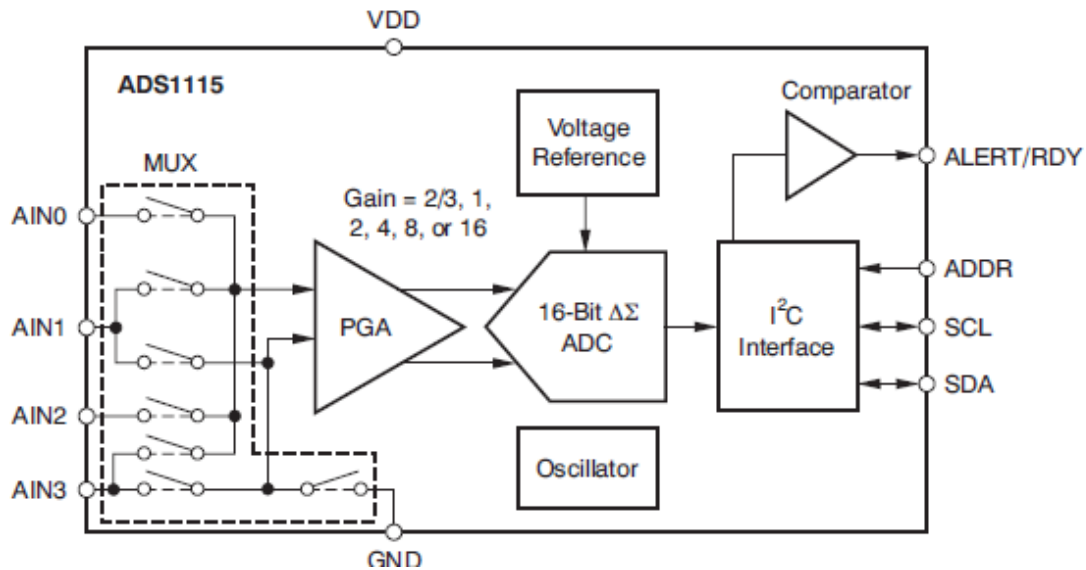 VDD
ADS1115
Comparator
Voltage
Reference
ALERT/RDY
MUX
Gain = 2/3, 1,
2, 4, 8, or 16
AIN0
ADDR
AIN1
PGA
16-Bit ΔΣ
ADC
I²C
Interface
SCL
SDA
AIN2
Oscillator
AIN3
GND